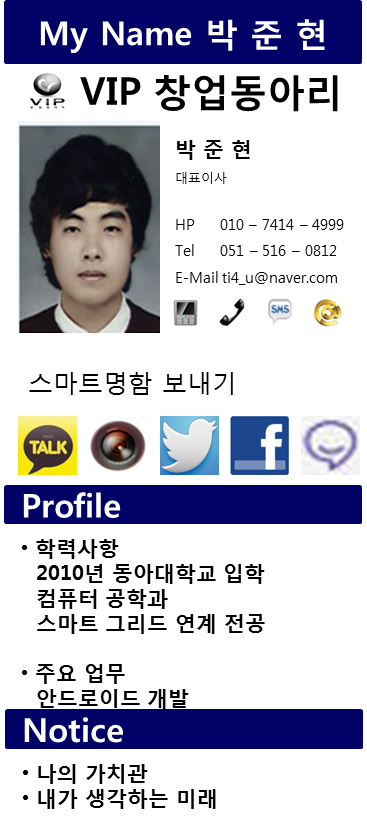 My Name 박 준 현
VIP VIP 창업동아리
박 준 현
대표이사
HP 010 – 7414 – 4999
Tel 051 – 516 – 0812
E-Mail ti4_u@naver.com
SMS @
스마트명함 보내기
TALK f
Profile
• 학력사항
2010년 동아대학교 입학
컴퓨터 공학과
스마트 그리드 연계 전공
• 주요 업무
안드로이드 개발
Notice
• 나의 가치관
• 내가 생각하는 미래